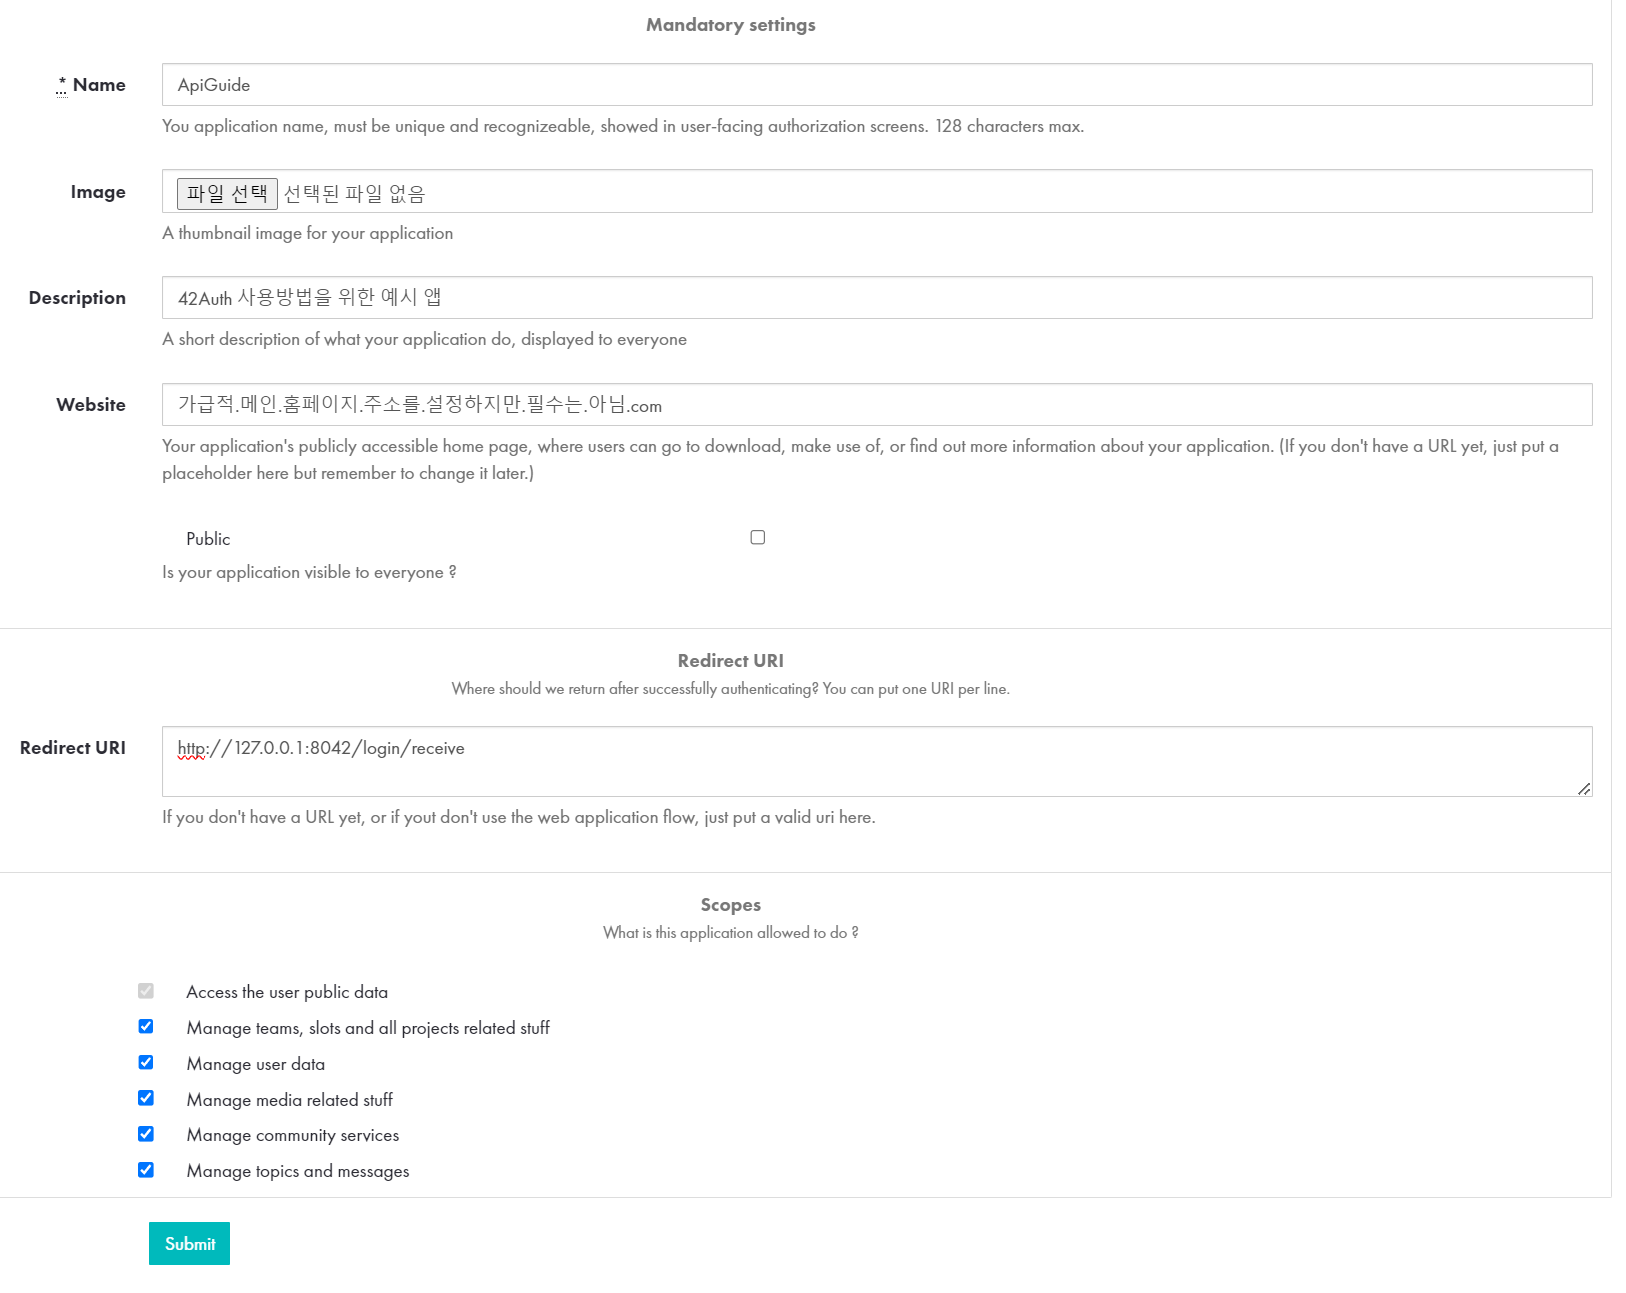 Mandatory settings
* Name
ApiGuide
You application name, must be unique and recognizeable, showed in user-facing authorization screens. 128 characters max.
Image
파일 선택 선택된 파일 없음
A thumbnail image for your application
Description
42Auth 사용방법을 위한 예시 앱
A short description of what your application do, displayed to everyone
Website
가급적.메인.홈페이지.주소를.설정하지만.필수는.아님.com
Your application's publicly accessible home page, where users can go to download, make use of, or find out more information about your application. (If you don't have a URL yet, just put a
placeholder here but remember to change it later.)
Public
Is your application visible to everyone ?
Redirect URI
Where should we return after successfully authenticating? You can put one URI per line.
Redirect URI
http://127.0.0.1:8042/login/receive
If you don't have a URL yet, or if yout don't use the web application flow, just put a valid uri here.
Scopes
What is this application allowed to do ?
Access the user public data
Manage teams, slots and all projects related stuff
Manage user data
Manage media related stuff
Manage community services
Manage topics and messages
Submit